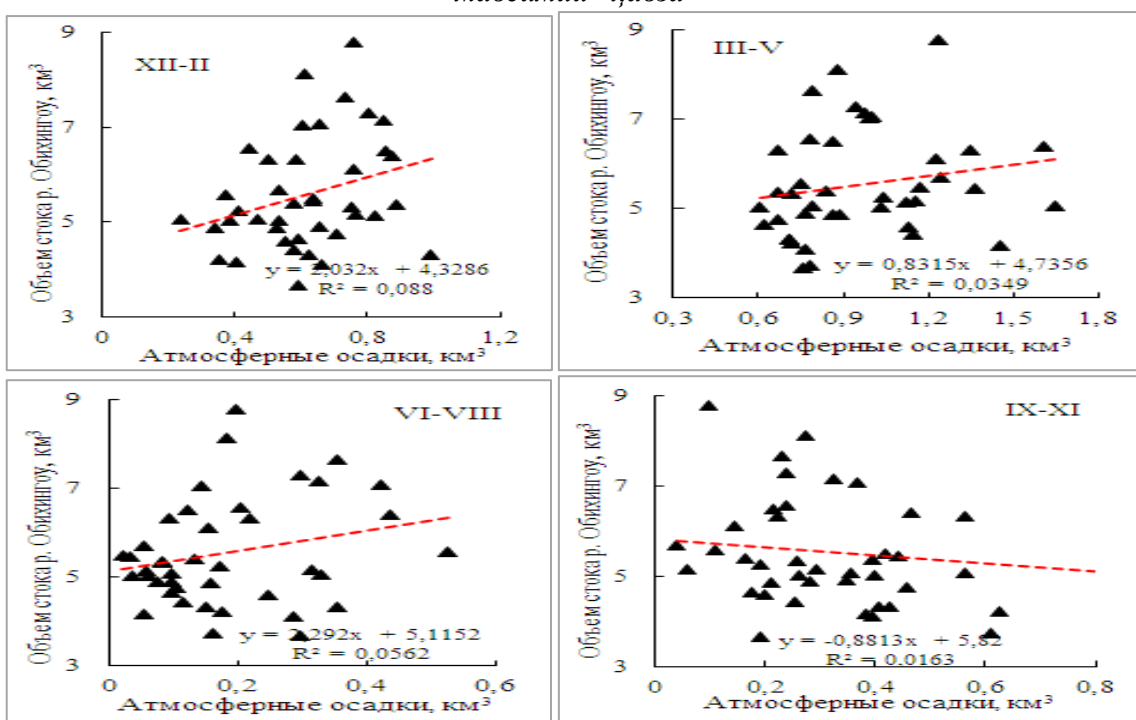 9
7
5
3
XII-II
Объем стока р. Обихингоу, км³
y = 2,032x + 4,3286
R² = 0,088
0 0,4 0,8 1,2
Атмосферные осадки, км³
9
7
5
3
III-V
Объем стока р. Обихингоу, км³
y = 0,8315x + 4,7356
R² = 0,0349
0,3 0,6 0,9 1,2 1,5 1,8
Атмосферные осадки, км³
9
7
5
3
VI-VIII
Объем стока р. Обихингоу, км³
y = 2,292x + 5,1152
R² = 0,0562
0 0,2 0,4 0,6
Атмосферные осадки, км³
9
7
5
3
IX-XI
Объем стока р. Обихингоу, км³
y = -0,8813x + 5,82
R² = 0.0163
0 0,2 0,4 0,6 0,8
Атмосферные осадки, км³